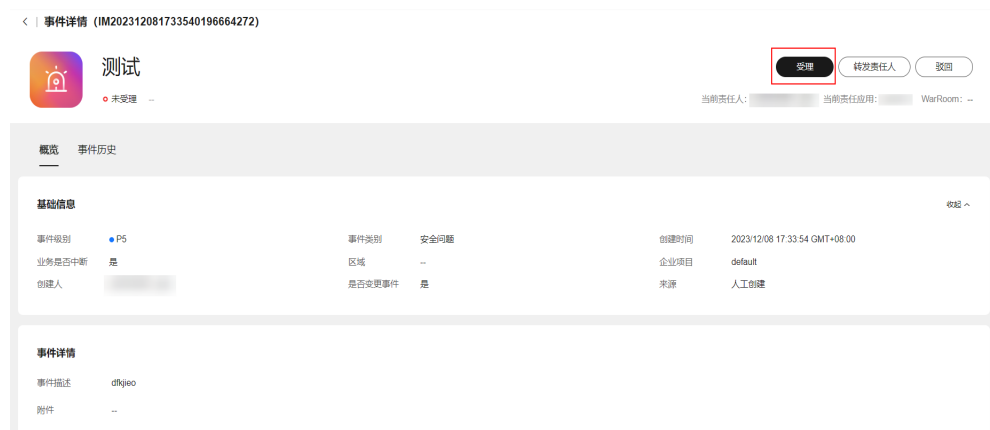 事件详情（IM202312081733540196664272）
测试
受理 转发责任人 驳回
未受理 --
当前责任人： 当前责任应用： WarRoom： --
概览 事件历史
基础信息 收起
事件级别 P5 事件类别 安全问题 创建时间 2023/12/08 17:33:54 GMT+08:00
业务是否中断 是 区域 -- 企业项目 default
创建人 是否变更事件 是 来源 人工创建
事件详情
事件描述 dfkjieo
附件 --